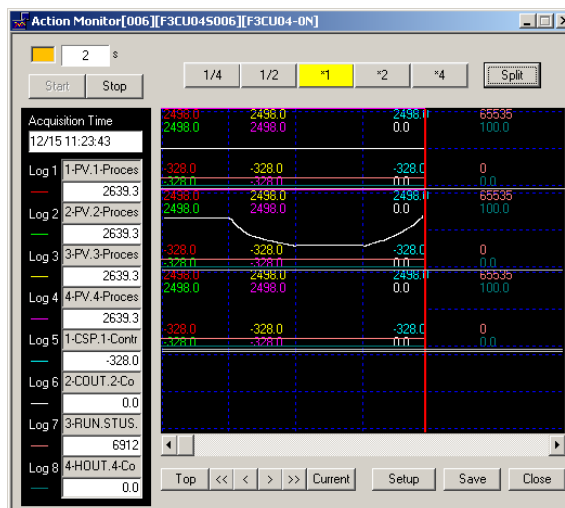 Action Monitor[006][F3CU04S006][F3CU04-0N]
2 s
Start Stop
1/4 1/2 *1 *2 *4 Split
Acquisition Time
12/15 11:23:43
Log 1 1-PV.1-Proces
2639.3
Log 2 2-PV.2-Proces
2639.3
Log 3 3-PV.3-Proces
2639.3
Log 4 4-PV.4-Proces
2639.3
Log 5 1-CSP.1-Contr
-328.0
Log 6 2-COUT.2-Co
0.0
Log 7 3-RUN.STUS.
6912
Log 8 4-HOUT.4-Co
0.0
2498.0 2498.0 2498.0 65535
2498.0 2498.0 0.0 100.0
-328.0 -328.0 -328.0 0
-328.0 -328.0 0.0 0.0
2498.0 2498.0 2498.0 65535
2498.0 2498.0 0.0 100.0
-328.0 -328.0 -328.0 0
-328.0 -328.0 0.0 0.0
2498.0 2498.0 2498.0 65535
2498.0 2498.0 0.0 100.0
-328.0 -328.0 -328.0 0
-328.0 -328.0 0.0 0.0
Top << < > >> Current Setup Save Close